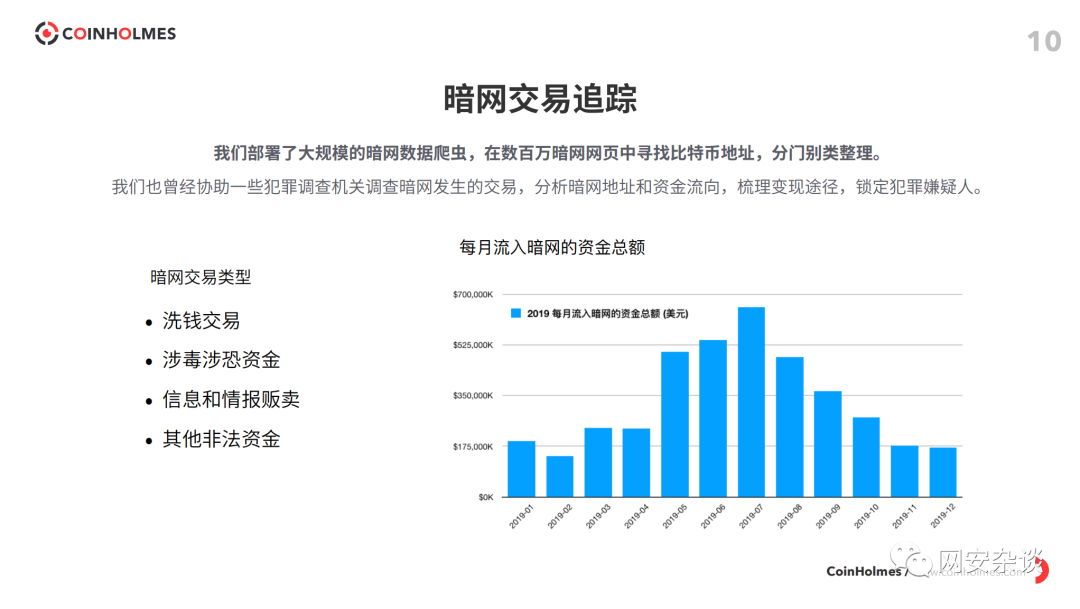 COINHOLMES
10
暗网交易追踪
我们部署了大规模的暗网数据爬虫，在数百万暗网网页中寻找比特币地址，分门别类整理。
我们也曾经协助一些犯罪调查机关调查暗网发生的交易，分析暗网地址和资金流向，梳理变现途径，锁定犯罪嫌疑人。
暗网交易类型
• 洗钱交易
• 涉毒涉恐资金
• 信息和情报贩卖
• 其他非法资金
每月流入暗网的资金总额
2019 每月流入暗网的资金总额 (美元)
$700,000K
$525,000K
$350,000K
$175,000K
$0K
2019-01
2019-02
2019-03
2019-04
2019-05
2019-06
2019-07
2019-08
2019-09
2019-10
2019-11
2019-12
网安杂谈
CoinHolmes /